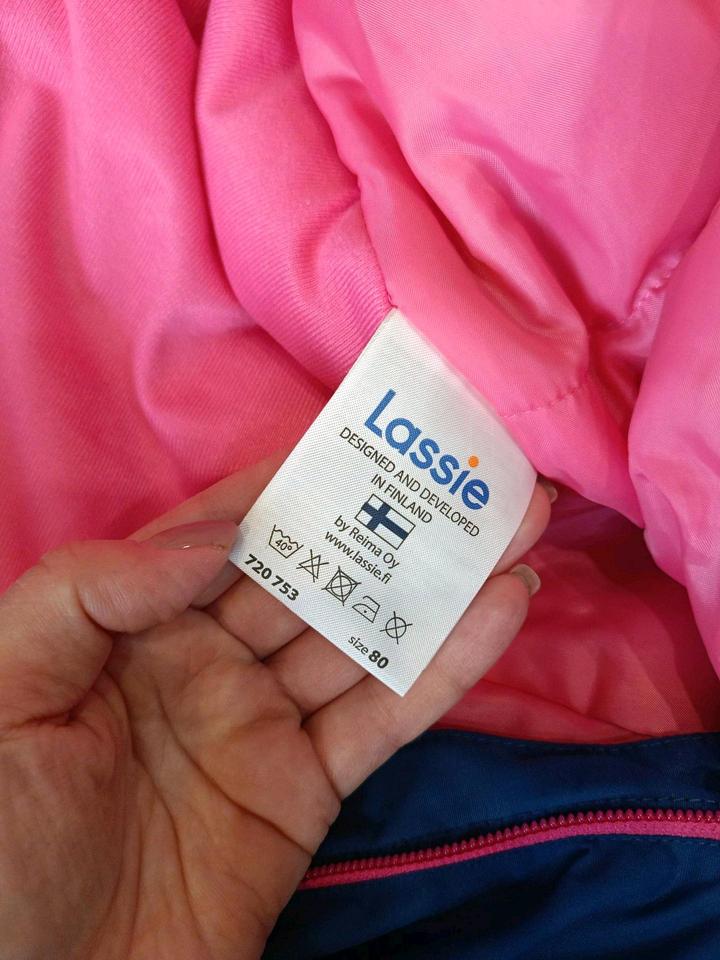 Lassie
DESIGNED AND DEVELOPED
IN FINLAND
by Reima Oy
www.lassie.fi
40°
720 753
size 80